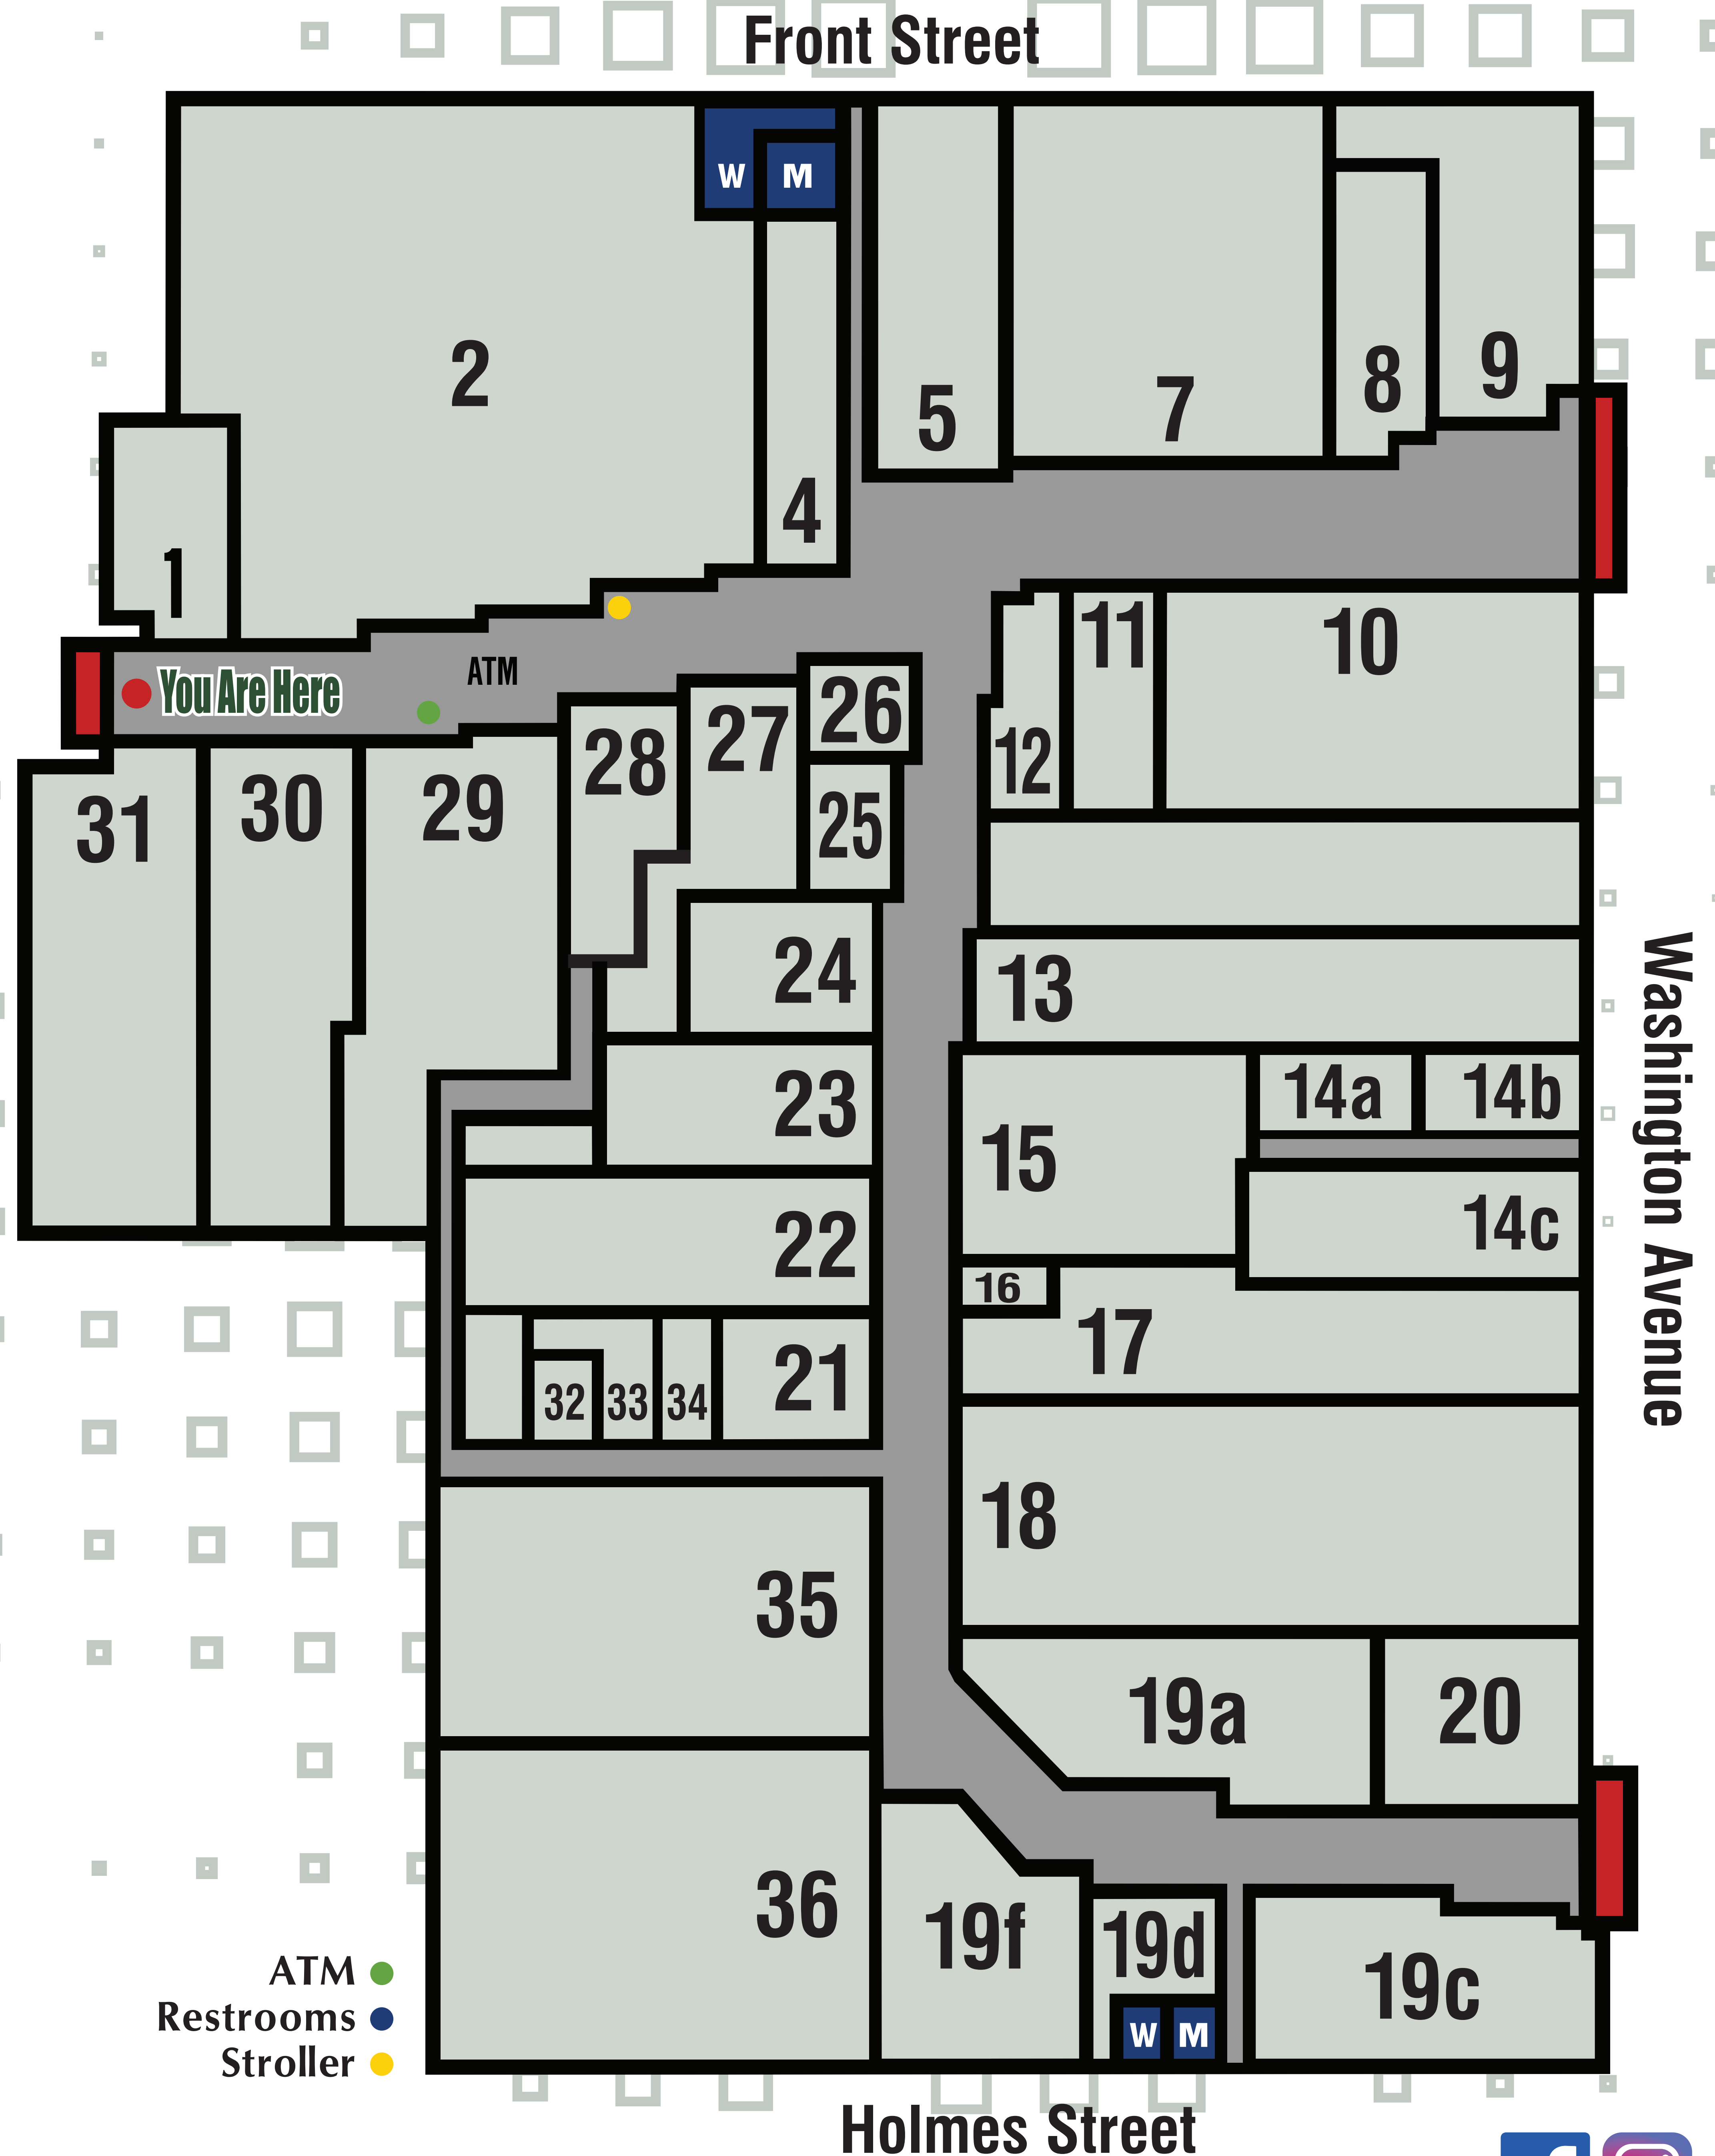 Front Street
W M
2
9
8
7
5
4
1
11
10
ATM
You Are Here
26
27
12
28
25
30
29
31
24
13
14a
14b
23
15
14c
22
16
17
21
32
33
34
18
35
19a
20
36
19f
19d
19c
W M
Washington Avenue
ATM
Restrooms
Stroller
Holmes Street